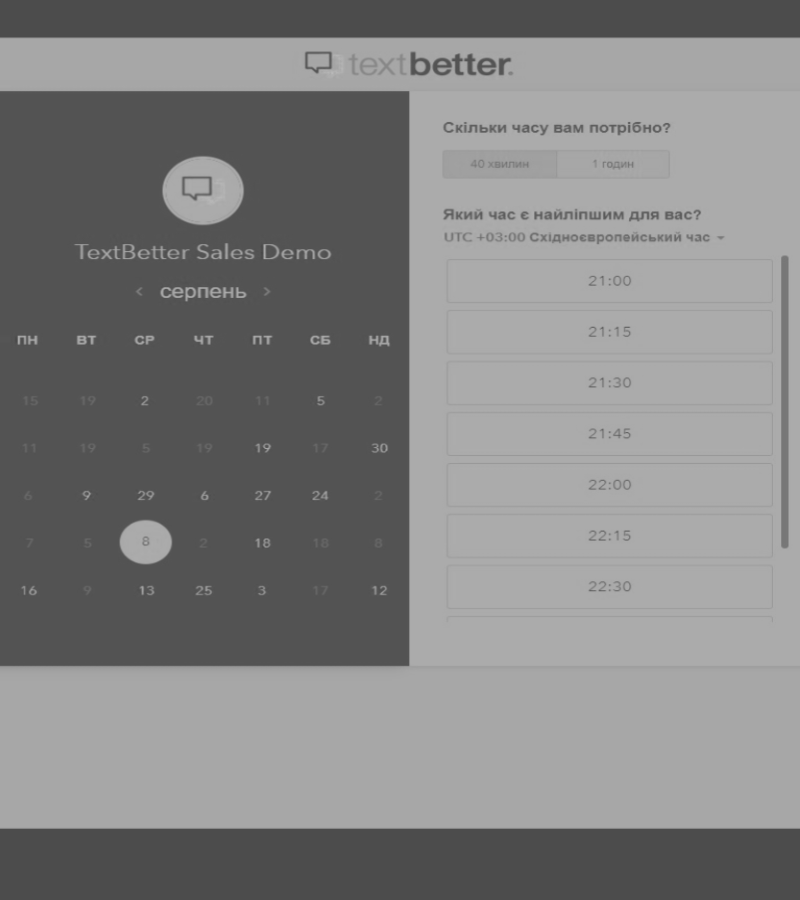 textbetter.
TextBetter Sales Demo
‹ серпень ›
ПН ВТ СР ЧТ ПТ СБ НД
15 19 2 20 11 5 2
11 19 5 19 19 17 30
6 9 29 6 27 24 2
7 5 8 2 18 18 8
16 9 13 25 3 17 12
Скільки часу вам потрібно?
40 хвилин 1 годин
Який час є найліпшим для вас?
UTC +03:00 Східноєвропейський час
21:00
21:15
21:30
21:45
22:00
22:15
22:30